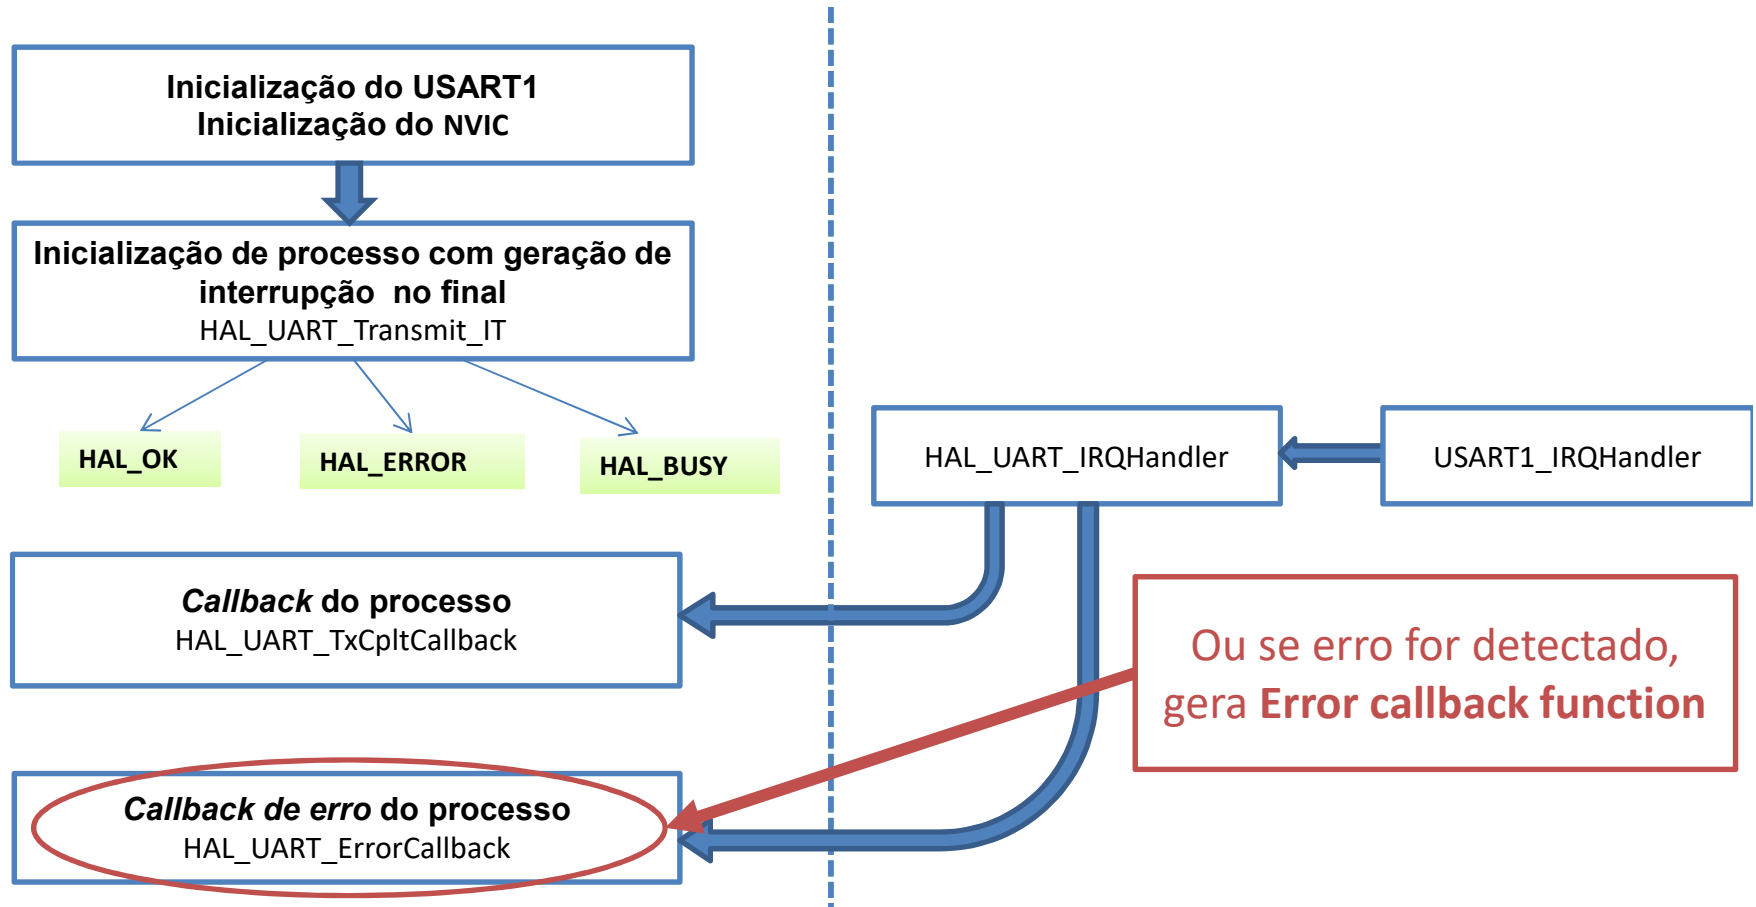 Inicialização do USART1
Inicialização do NVIC
Inicialização de processo com geração de
interrupção no final
HAL_UART_Transmit_IT
HAL_OK
HAL_ERROR
HAL_BUSY
HAL_UART_IRQHandler
USART1_IRQHandler
Callback do processo
HAL_UART_TxCpltCallback
Ou se erro for detectado,
gera Error callback function
Callback de erro do processo
HAL_UART_ErrorCallback